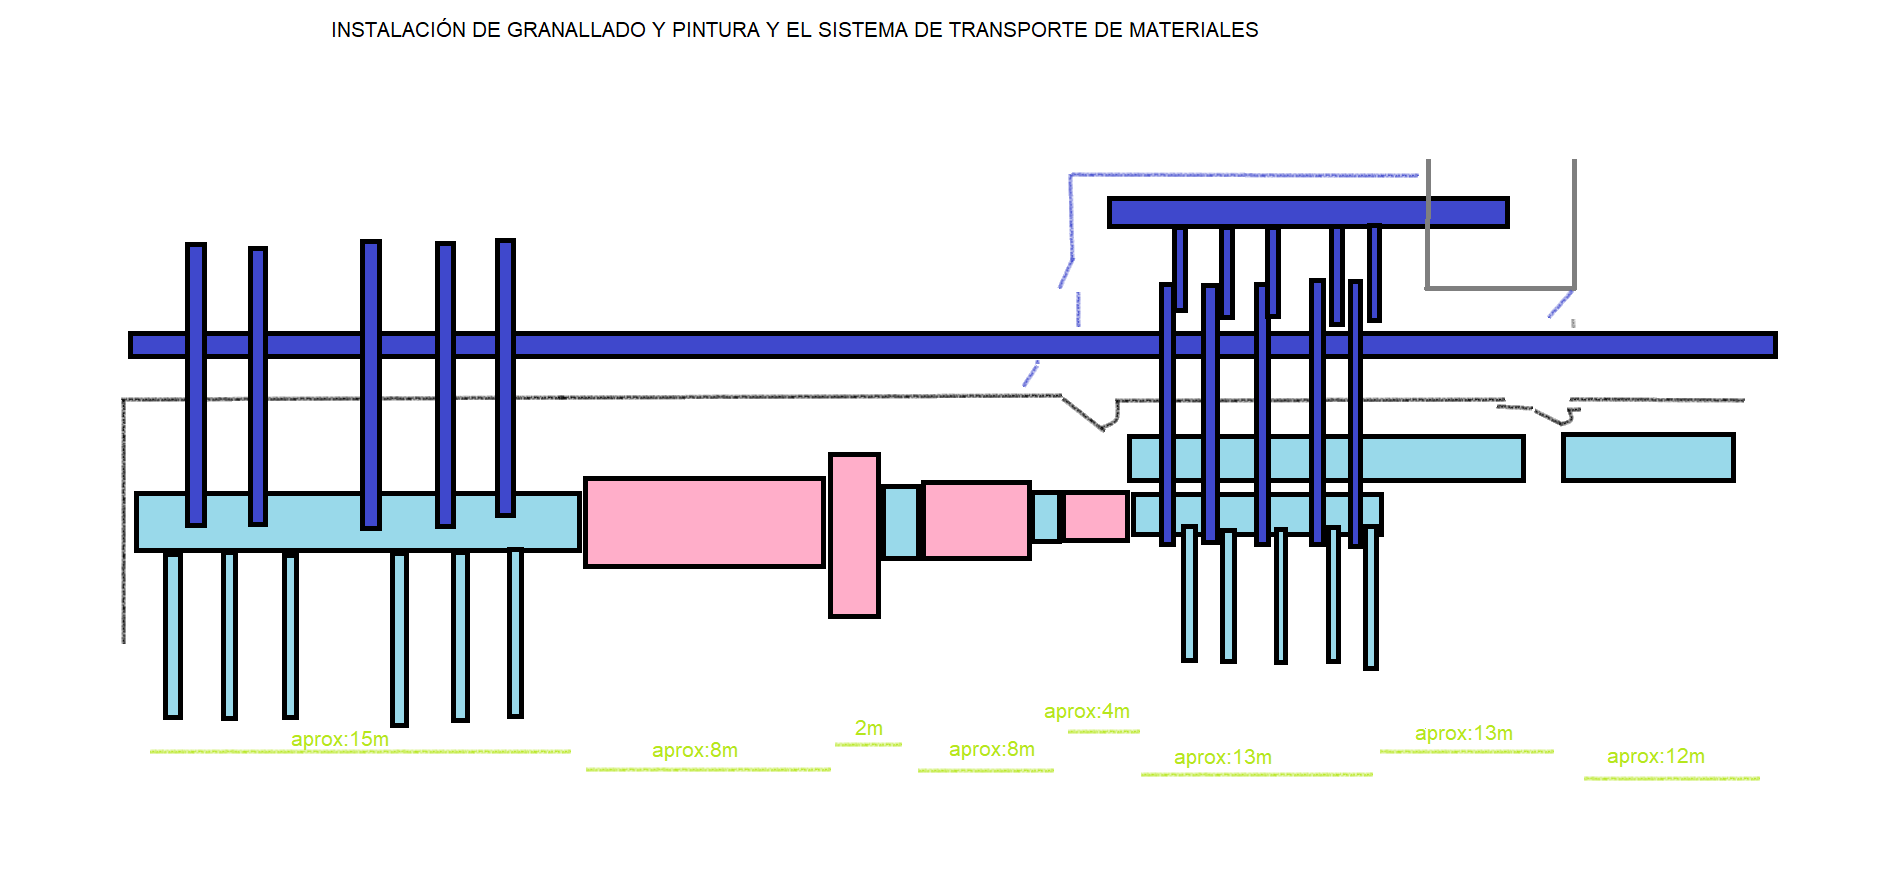 INSTALACIÓN DE GRANALLADO Y PINTURA Y EL SISTEMA DE TRANSPORTE DE MATERIALES
aprox:15m
aprox:8m
2m
aprox:8m
aprox:4m
aprox:13m
aprox:13m
aprox:12m